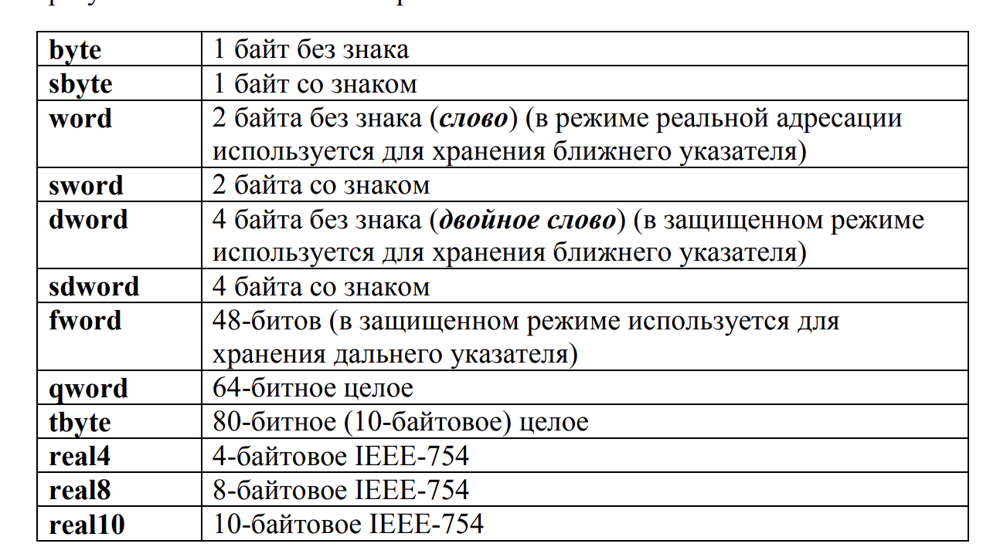 byte 1 байт без знака
sbyte 1 байт со знаком
word 2 байта без знака (слово) (в режиме реальной адресации
используется для хранения ближнего указателя)
sword 2 байта со знаком
dword 4 байта без знака (двойное слово) (в защищенном режиме
используется для хранения ближнего указателя)
sdword 4 байта со знаком
fword 48-битов (в защищенном режиме используется для
хранения дальнего указателя)
qword 64-битное целое
tbyte 80-битное (10-байтовое) целое
real4 4-байтовое IEEE-754
real8 8-байтовое IEEE-754
real10 10-байтовое IEEE-754